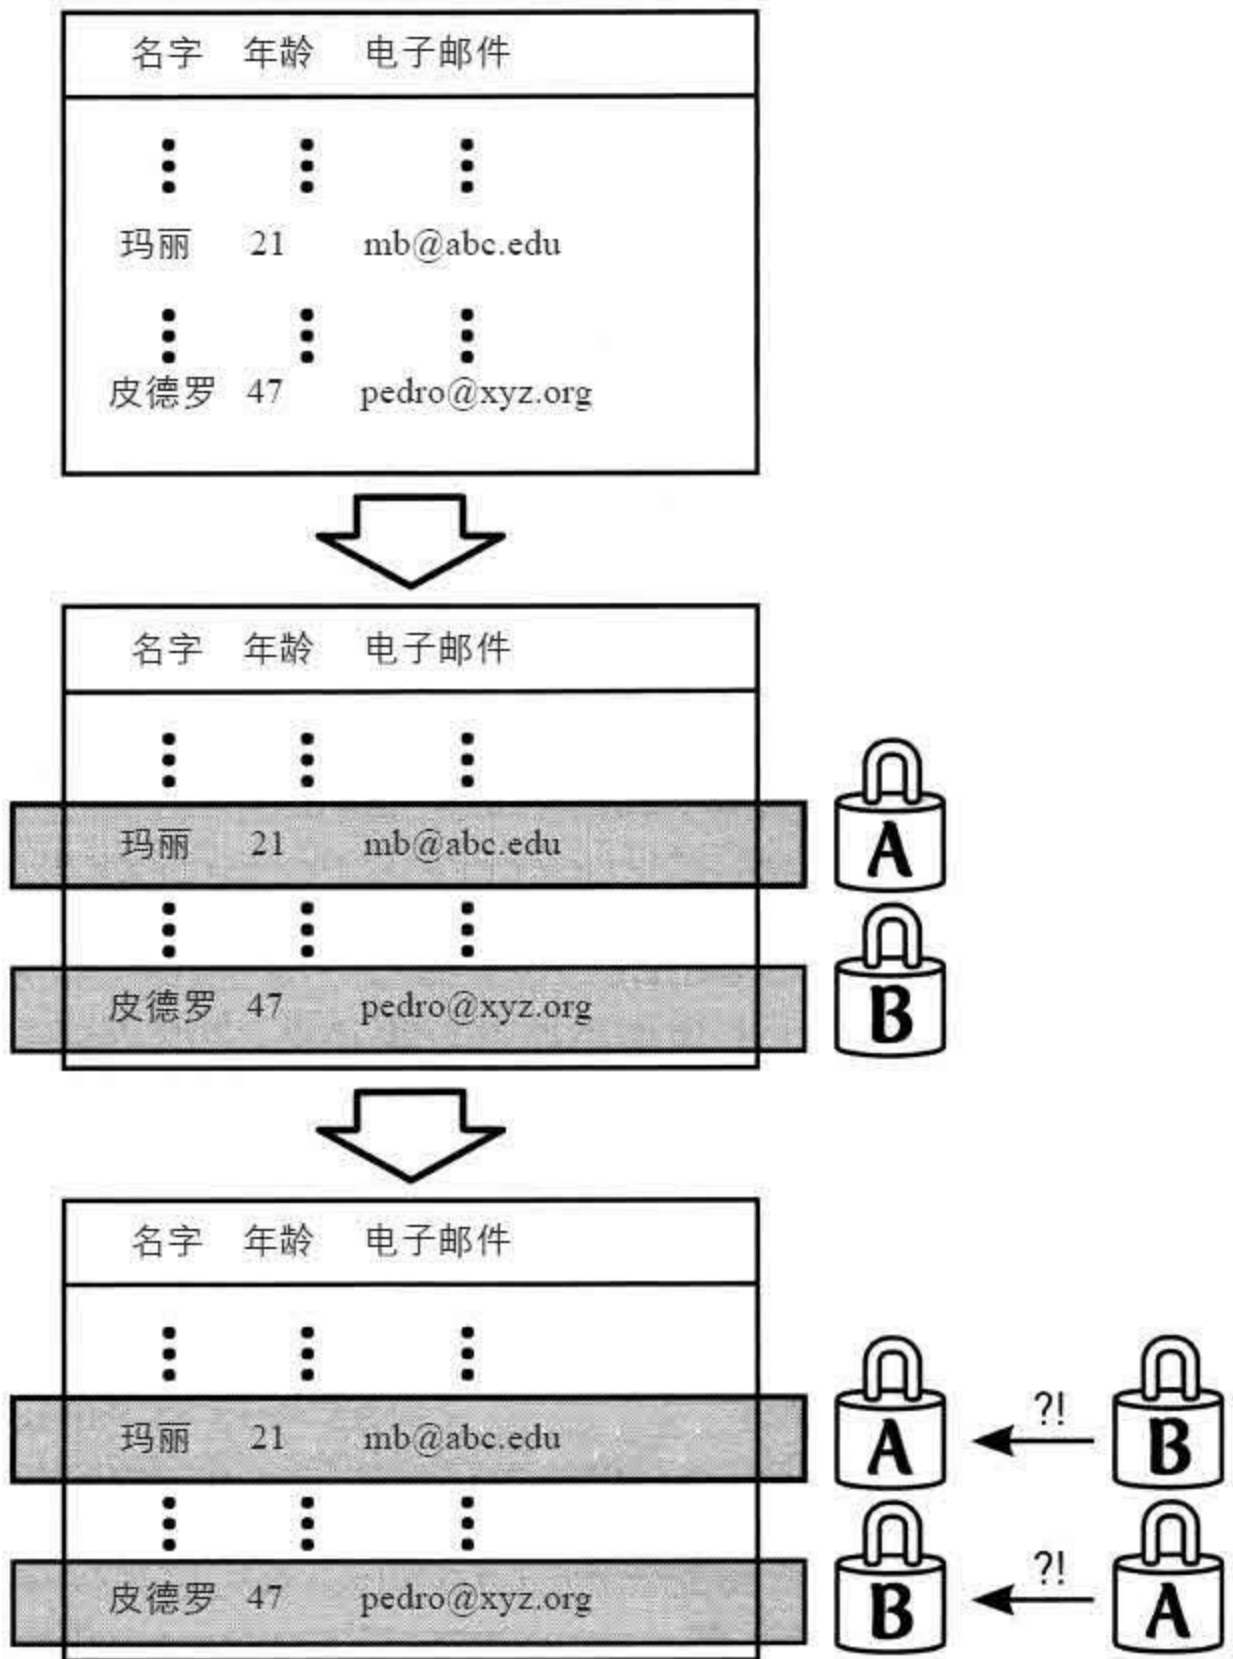 名字 年龄 电子邮件
玛丽 21 mb@abc.edu
皮德罗 47 pedro@xyz.org
名字 年龄 电子邮件
玛丽 21 mb@abc.edu A
皮德罗 47 pedro@xyz.org B
名字 年龄 电子邮件
玛丽 21 mb@abc.edu A ?! B
皮德罗 47 pedro@xyz.org B ?! A